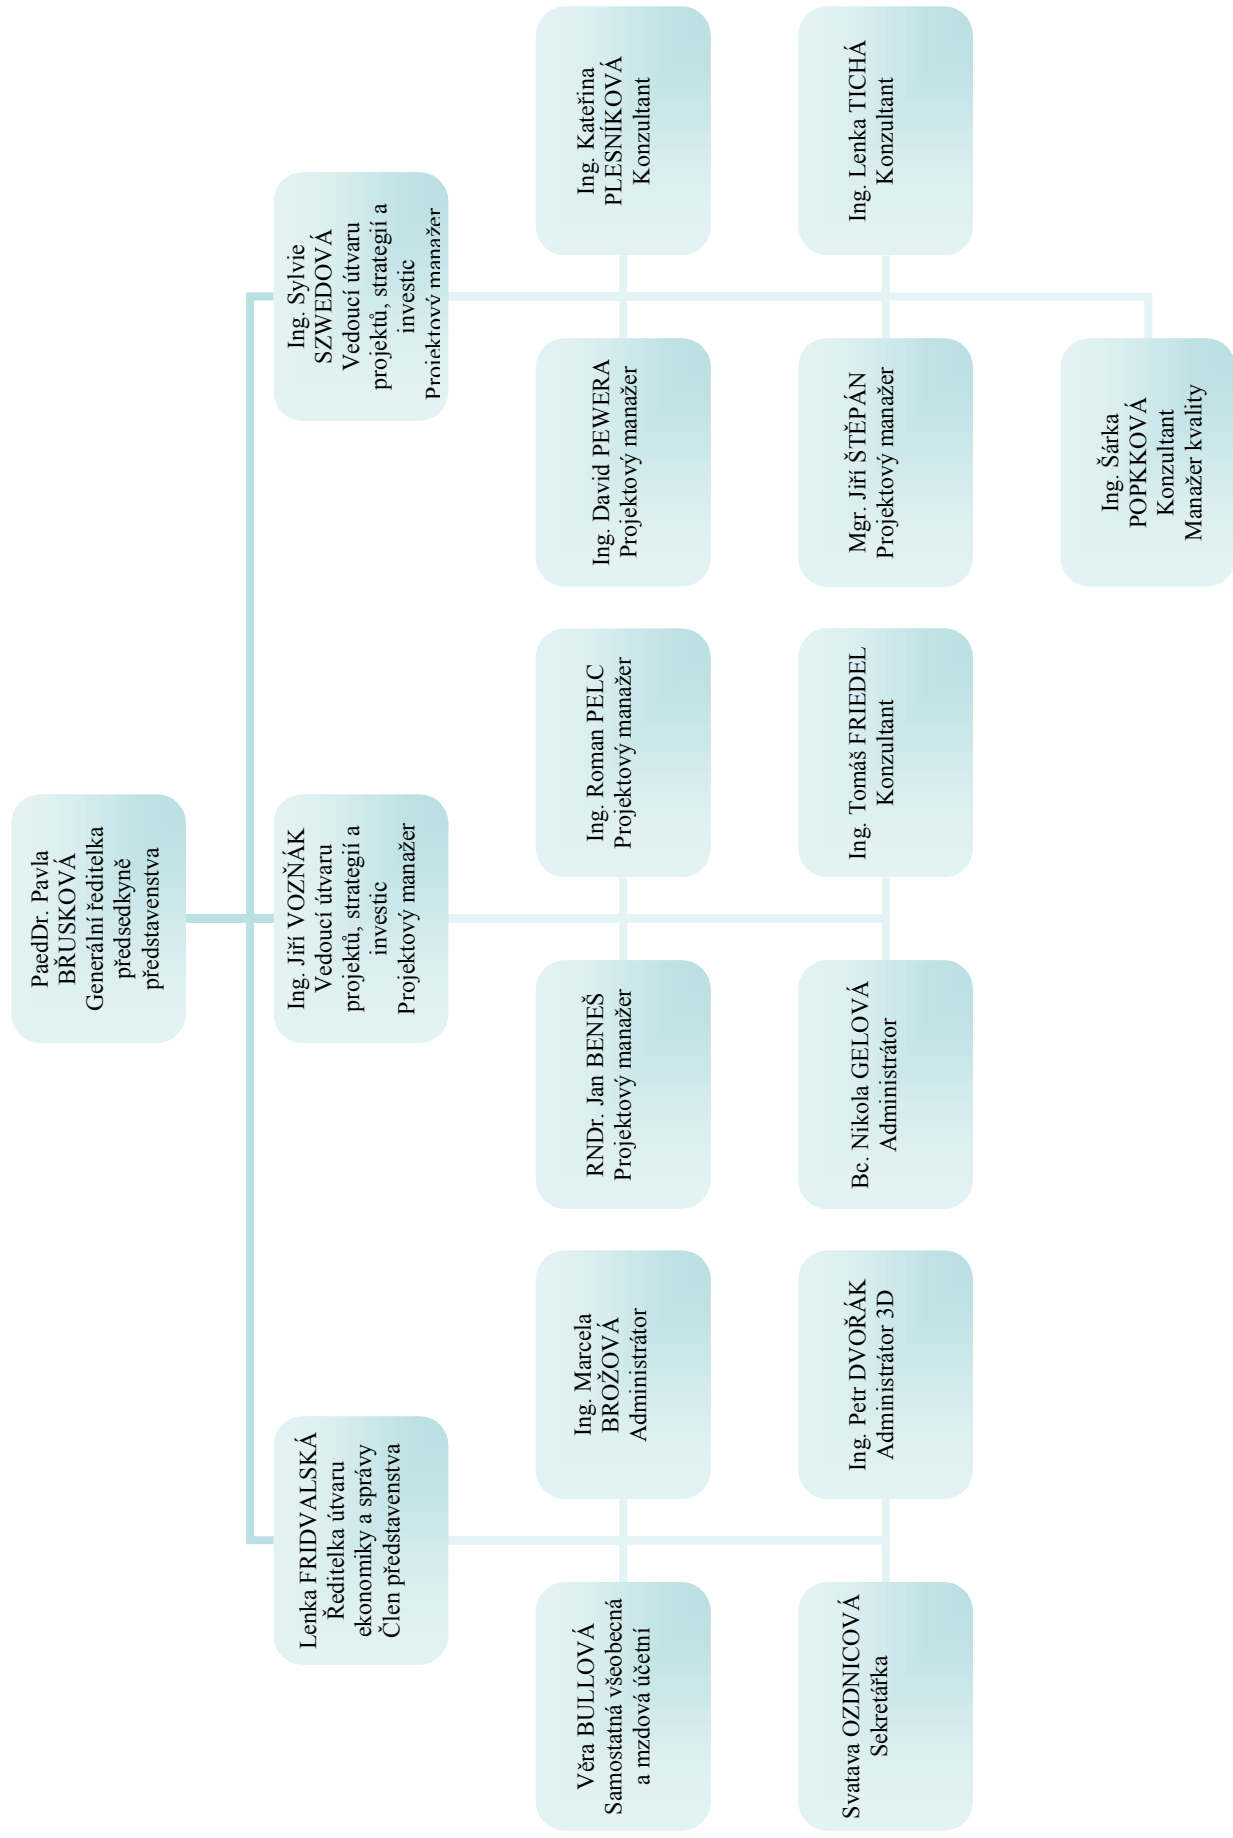 PaedDr. Pavla
BŘUSKOVÁ
Generální ředitelka
předsedkyně
představenstva
Lenka FRIDVALSKÁ
Ředitelka útvaru
ekonomiky a správy
Člen představenstva
Ing. Jiří VOZŇÁK
Vedoucí útvaru
projektů, strategií a
investic
Projektový manažer
Ing. Sylvie
SZWEDOVÁ
Vedoucí útvaru
projektů, strategií a
investic
Projektový manažer
Věra BULLOVÁ
Samostatná všeobecná
a mzdová účetní
Ing. Marcela
BROŽOVÁ
Administrátor
RNDr. Jan BENEŠ
Projektový manažer
Ing. Roman PELC
Projektový manažer
Ing. David PEWERA
Projektový manažer
Ing. Kateřina
PLESNÍKOVÁ
Konzultant
Svatava OZDNICOVÁ
Sekretářka
Ing. Petr DVOŘÁK
Administrátor 3D
Bc. Nikola GELOVÁ
Administrátor
Ing. Tomáš FRIEDEL
Konzultant
Mgr. Jiří ŠTĚPÁN
Projektový manažer
Ing. Lenka TICHÁ
Konzultant
Ing. Šárka
POPKKOVÁ
Konzultant
Manažer kvality